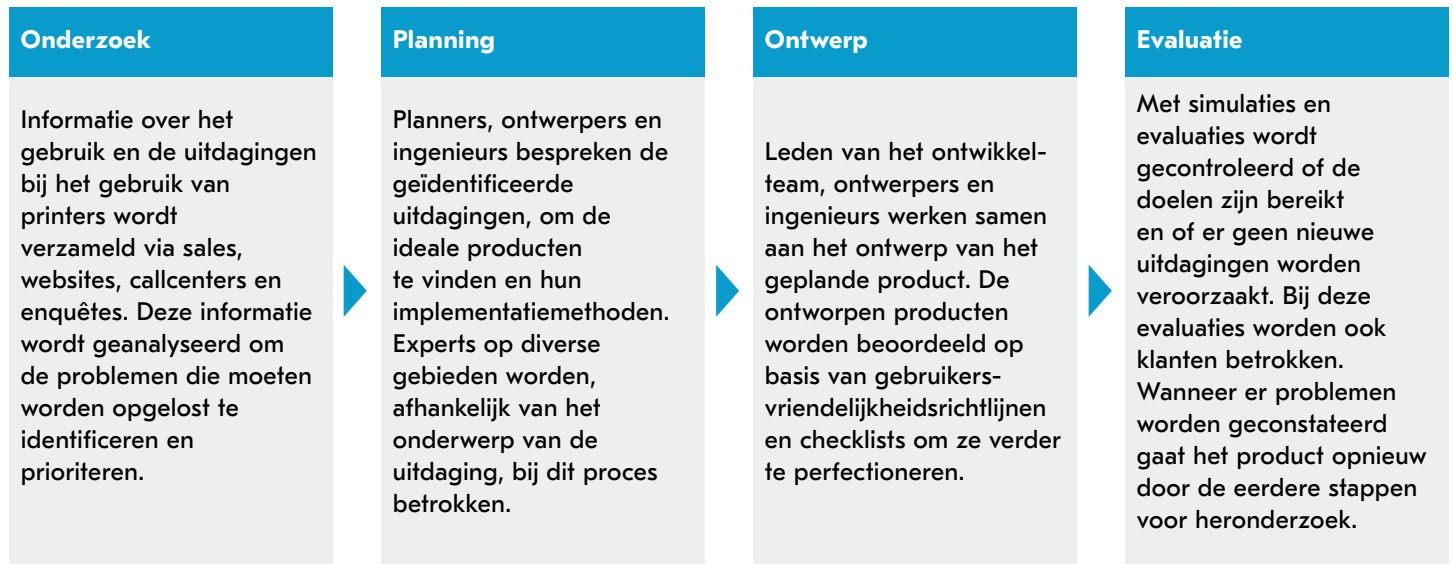 Onderzoek
Informatie over het
gebruik en de uitdagingen
bij het gebruik van
printers wordt
verzameld via sales,
websites, callcenters en
enquêtes. Deze informatie
wordt geanalyseerd om
de problemen die moeten
worden opgelost te
identificeren en
prioriteren.
Planning
Planners, ontwerpers en
ingenieurs bespreken de
geïdentificeerde
uitdagingen, om de
ideale producten
te vinden en hun
implementatiemethoden.
Experts op diverse
gebieden worden,
afhankelijk van het
onderwerp van de
uitdaging, bij dit proces
betrokken.
Ontwerp
Leden van het ontwikkel-
team, ontwerpers en
ingenieurs werken samen
aan het ontwerp van het
geplande product. De
ontworpen producten
worden beoordeeld op
basis van gebruikers-
vriendelijkheidsrichtlijnen
en checklists om ze verder
te perfectioneren.
Evaluatie
Met simulaties en
evaluaties wordt
gecontroleerd of de
doelen zijn bereikt
en of er geen nieuwe
uitdagingen worden
veroorzaakt. Bij deze
evaluaties worden ook
klanten betrokken.
Wanneer er problemen
worden geconstateerd
gaat het product opnieuw
door de eerdere stappen
voor heronderzoek.